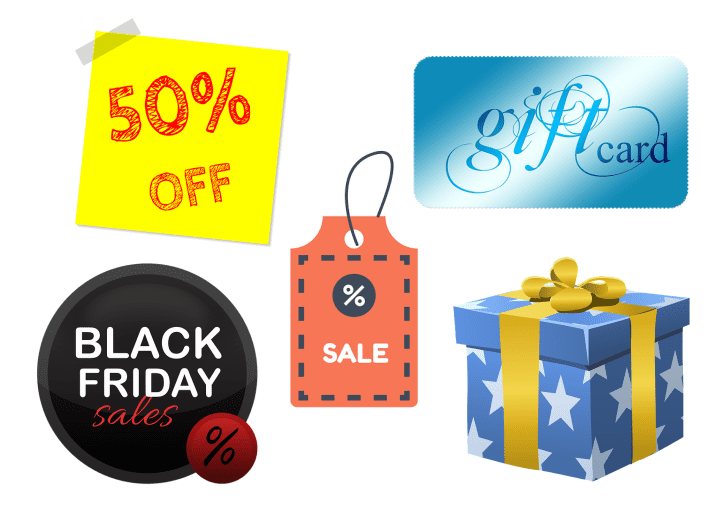 50%
OFF
gift card
%
SALE
BLACK
FRIDAY
sales
%